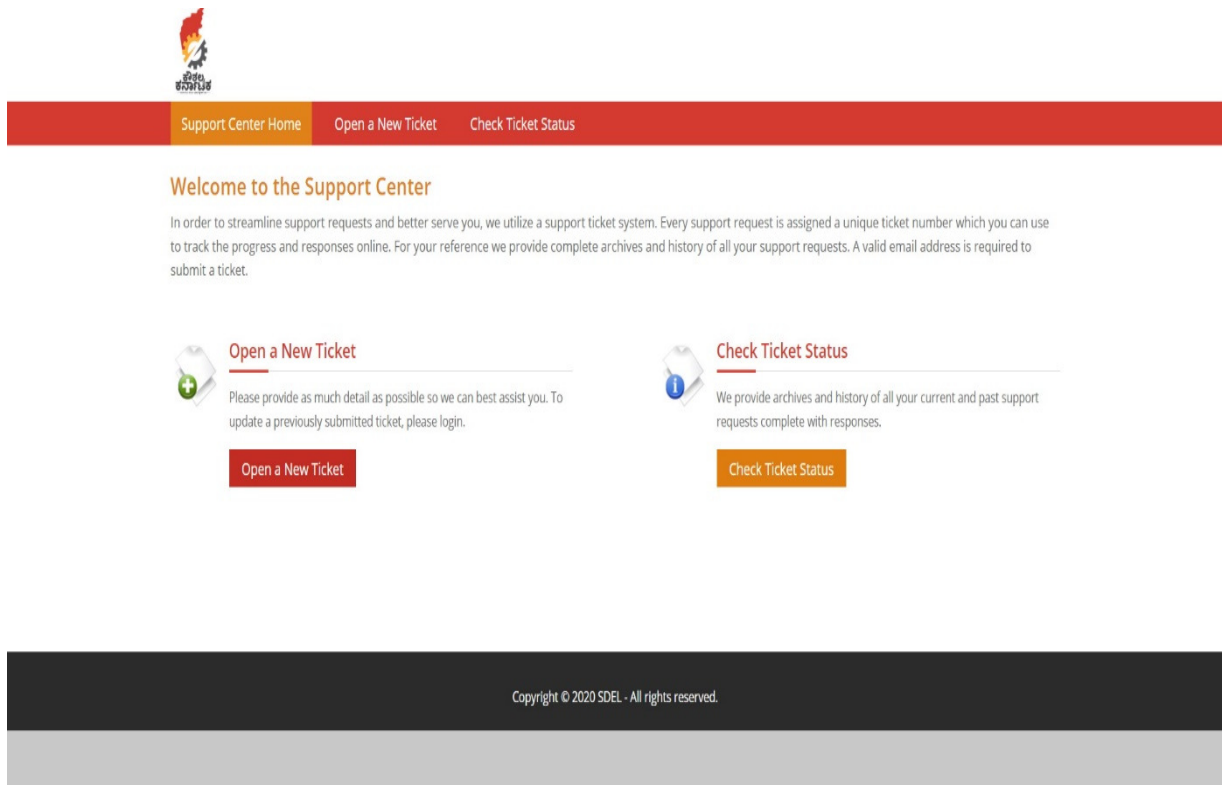 ಕೌಶಲ್ಯ
ಕರ್ನಾಟಕ
Support Center Home Open a New Ticket Check Ticket Status
Welcome to the Support Center
In order to streamline support requests and better serve you, we utilize a support ticket system. Every support request is assigned a unique ticket number which you can use
to track the progress and responses online. For your reference we provide complete archives and history of all your support requests. A valid email address is required to
submit a ticket.
Open a New Ticket
Please provide as much detail as possible so we can best assist you. To
update a previously submitted ticket, please login.
Open a New Ticket
Check Ticket Status
We provide archives and history of all your current and past support
requests complete with responses.
Check Ticket Status
Copyright © 2020 SDEL - All rights reserved.